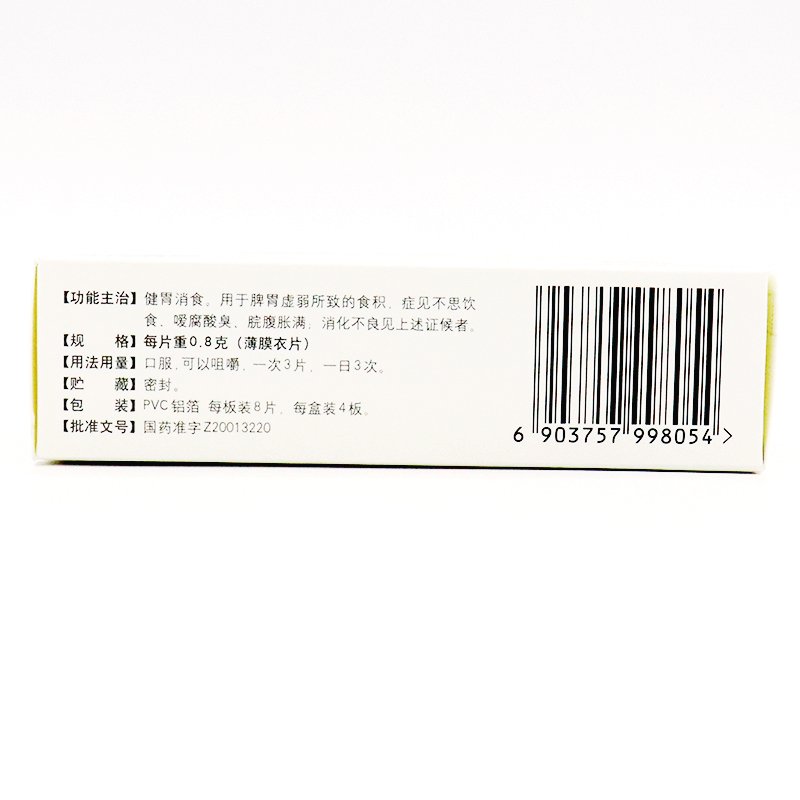 【功能主治】健胃消食。用于脾胃虚弱所致的食积，症见不思饮
食，嗳腐酸臭、脘腹胀满；消化不良见上述证候者。
【规　　格】每片重0.8克（薄膜衣片）
【用法用量】口服，可以咀嚼，一次3片，一日3次。
【贮　　藏】密封。
【包　　装】PVC铝箔 每板装8片，每盒装4板。
【批准文号】国药准字Z20013220
6 903757 998054 >